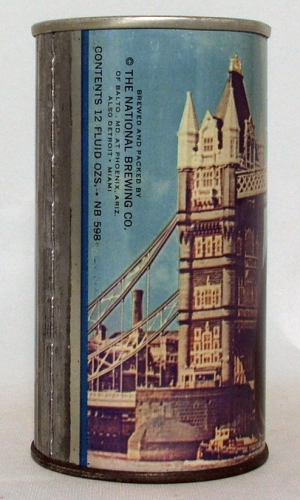 BREWED AND PACKED BY
© THE NATIONAL BREWING CO.
OF BALTO., MD. AT PHOENIX, ARIZ.
ALSO DETROIT • MIAMI
CONTENTS 12 FLUID OZS. • NB 598